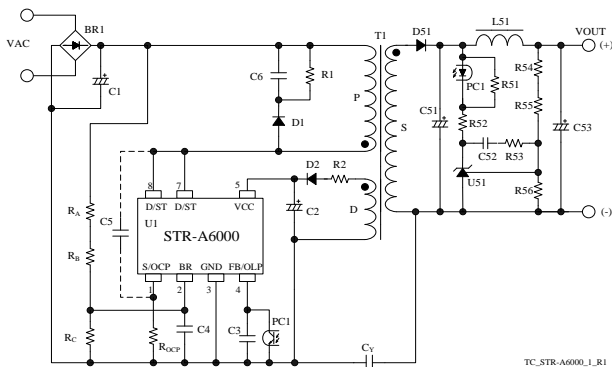 BR1
VAC
C1
C6
R1
D1
T1
P
S
D
D51
L51
VOUT
(+)
PC1
R51
R54
R55
C51
R52
C53
C52
R53
U51
R56
(-)
D2
R2
C2
8
7
5
D/ST
D/ST
VCC
U1
STR-A6000
S/OCP
BR
GND
FB/OLP
1
2
3
4
C5
RA
RB
RC
ROCP
C4
C3
PC1
CY
TC_STR-A6000_1_R1